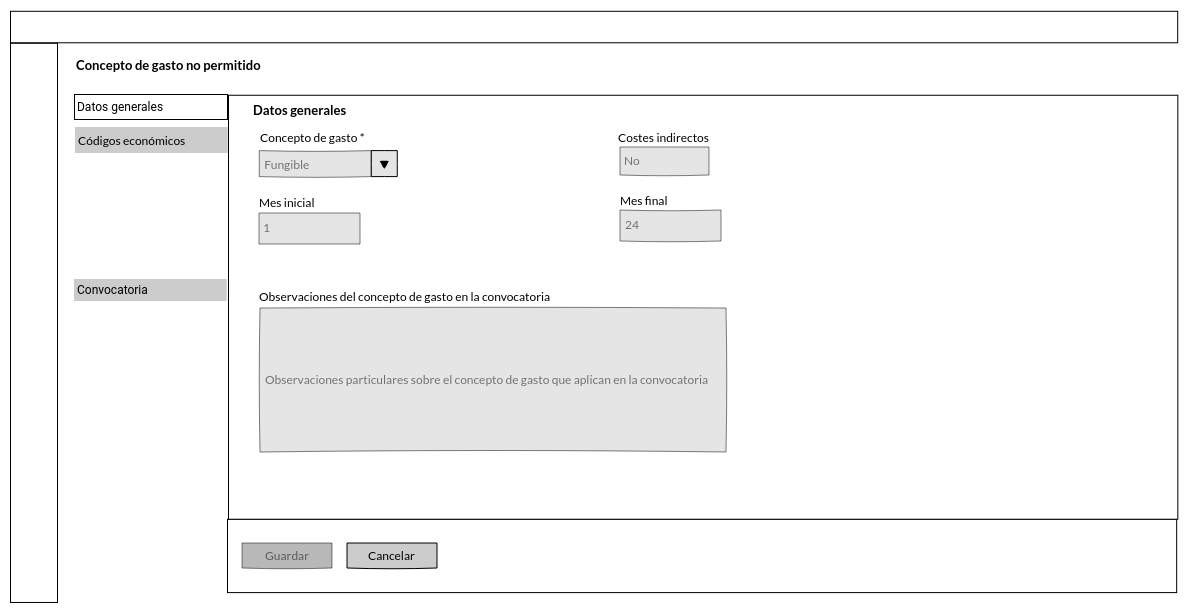 Concepto de gasto no permitido
Datos generales
Códigos económicos
Convocatoria
Datos generales
Concepto de gasto *
Costes indirectos
Fungible
No
Mes inicial
Mes final
1
24
Observaciones del concepto de gasto en la convocatoria
Observaciones particulares sobre el concepto de gasto que aplican en la convocatoria
Guardar
Cancelar